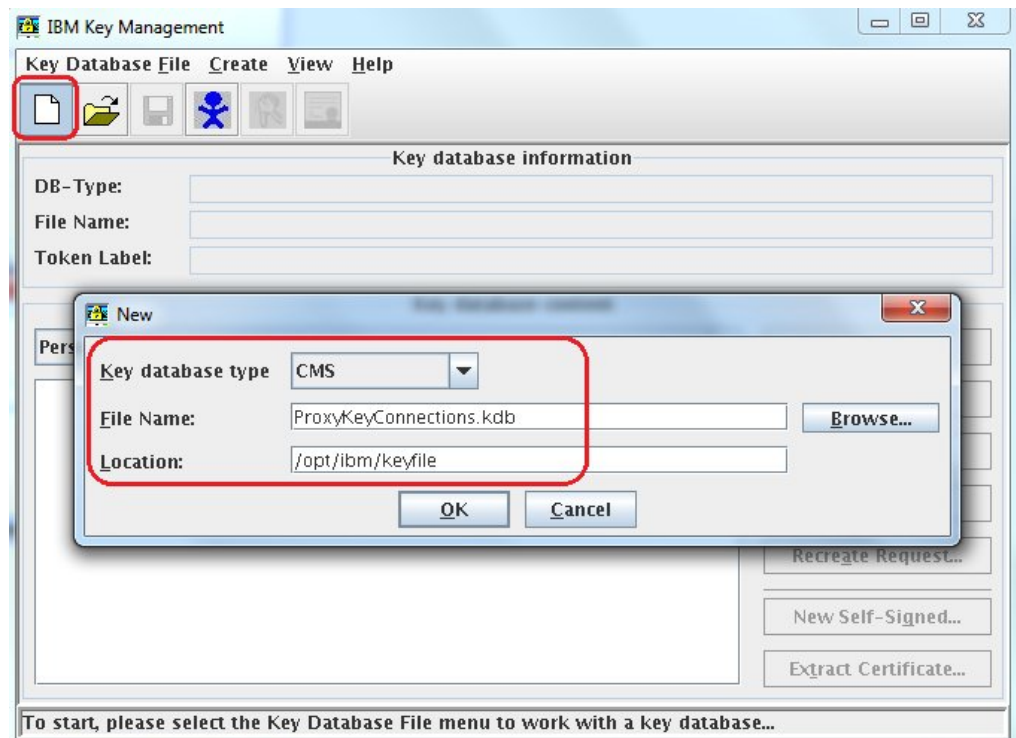 IBM Key Management
Key Database File Create View Help
Key database information
DB-Type:
File Name:
Token Label:
New
Pers
Key database type CMS
File Name: ProxyKeyConnections.kdb Browse...
Location: /opt/ibm/keyfile
OK Cancel
Recreate Request...
New Self-Signed...
Extract Certificate...
To start, please select the Key Database File menu to work with a key database...